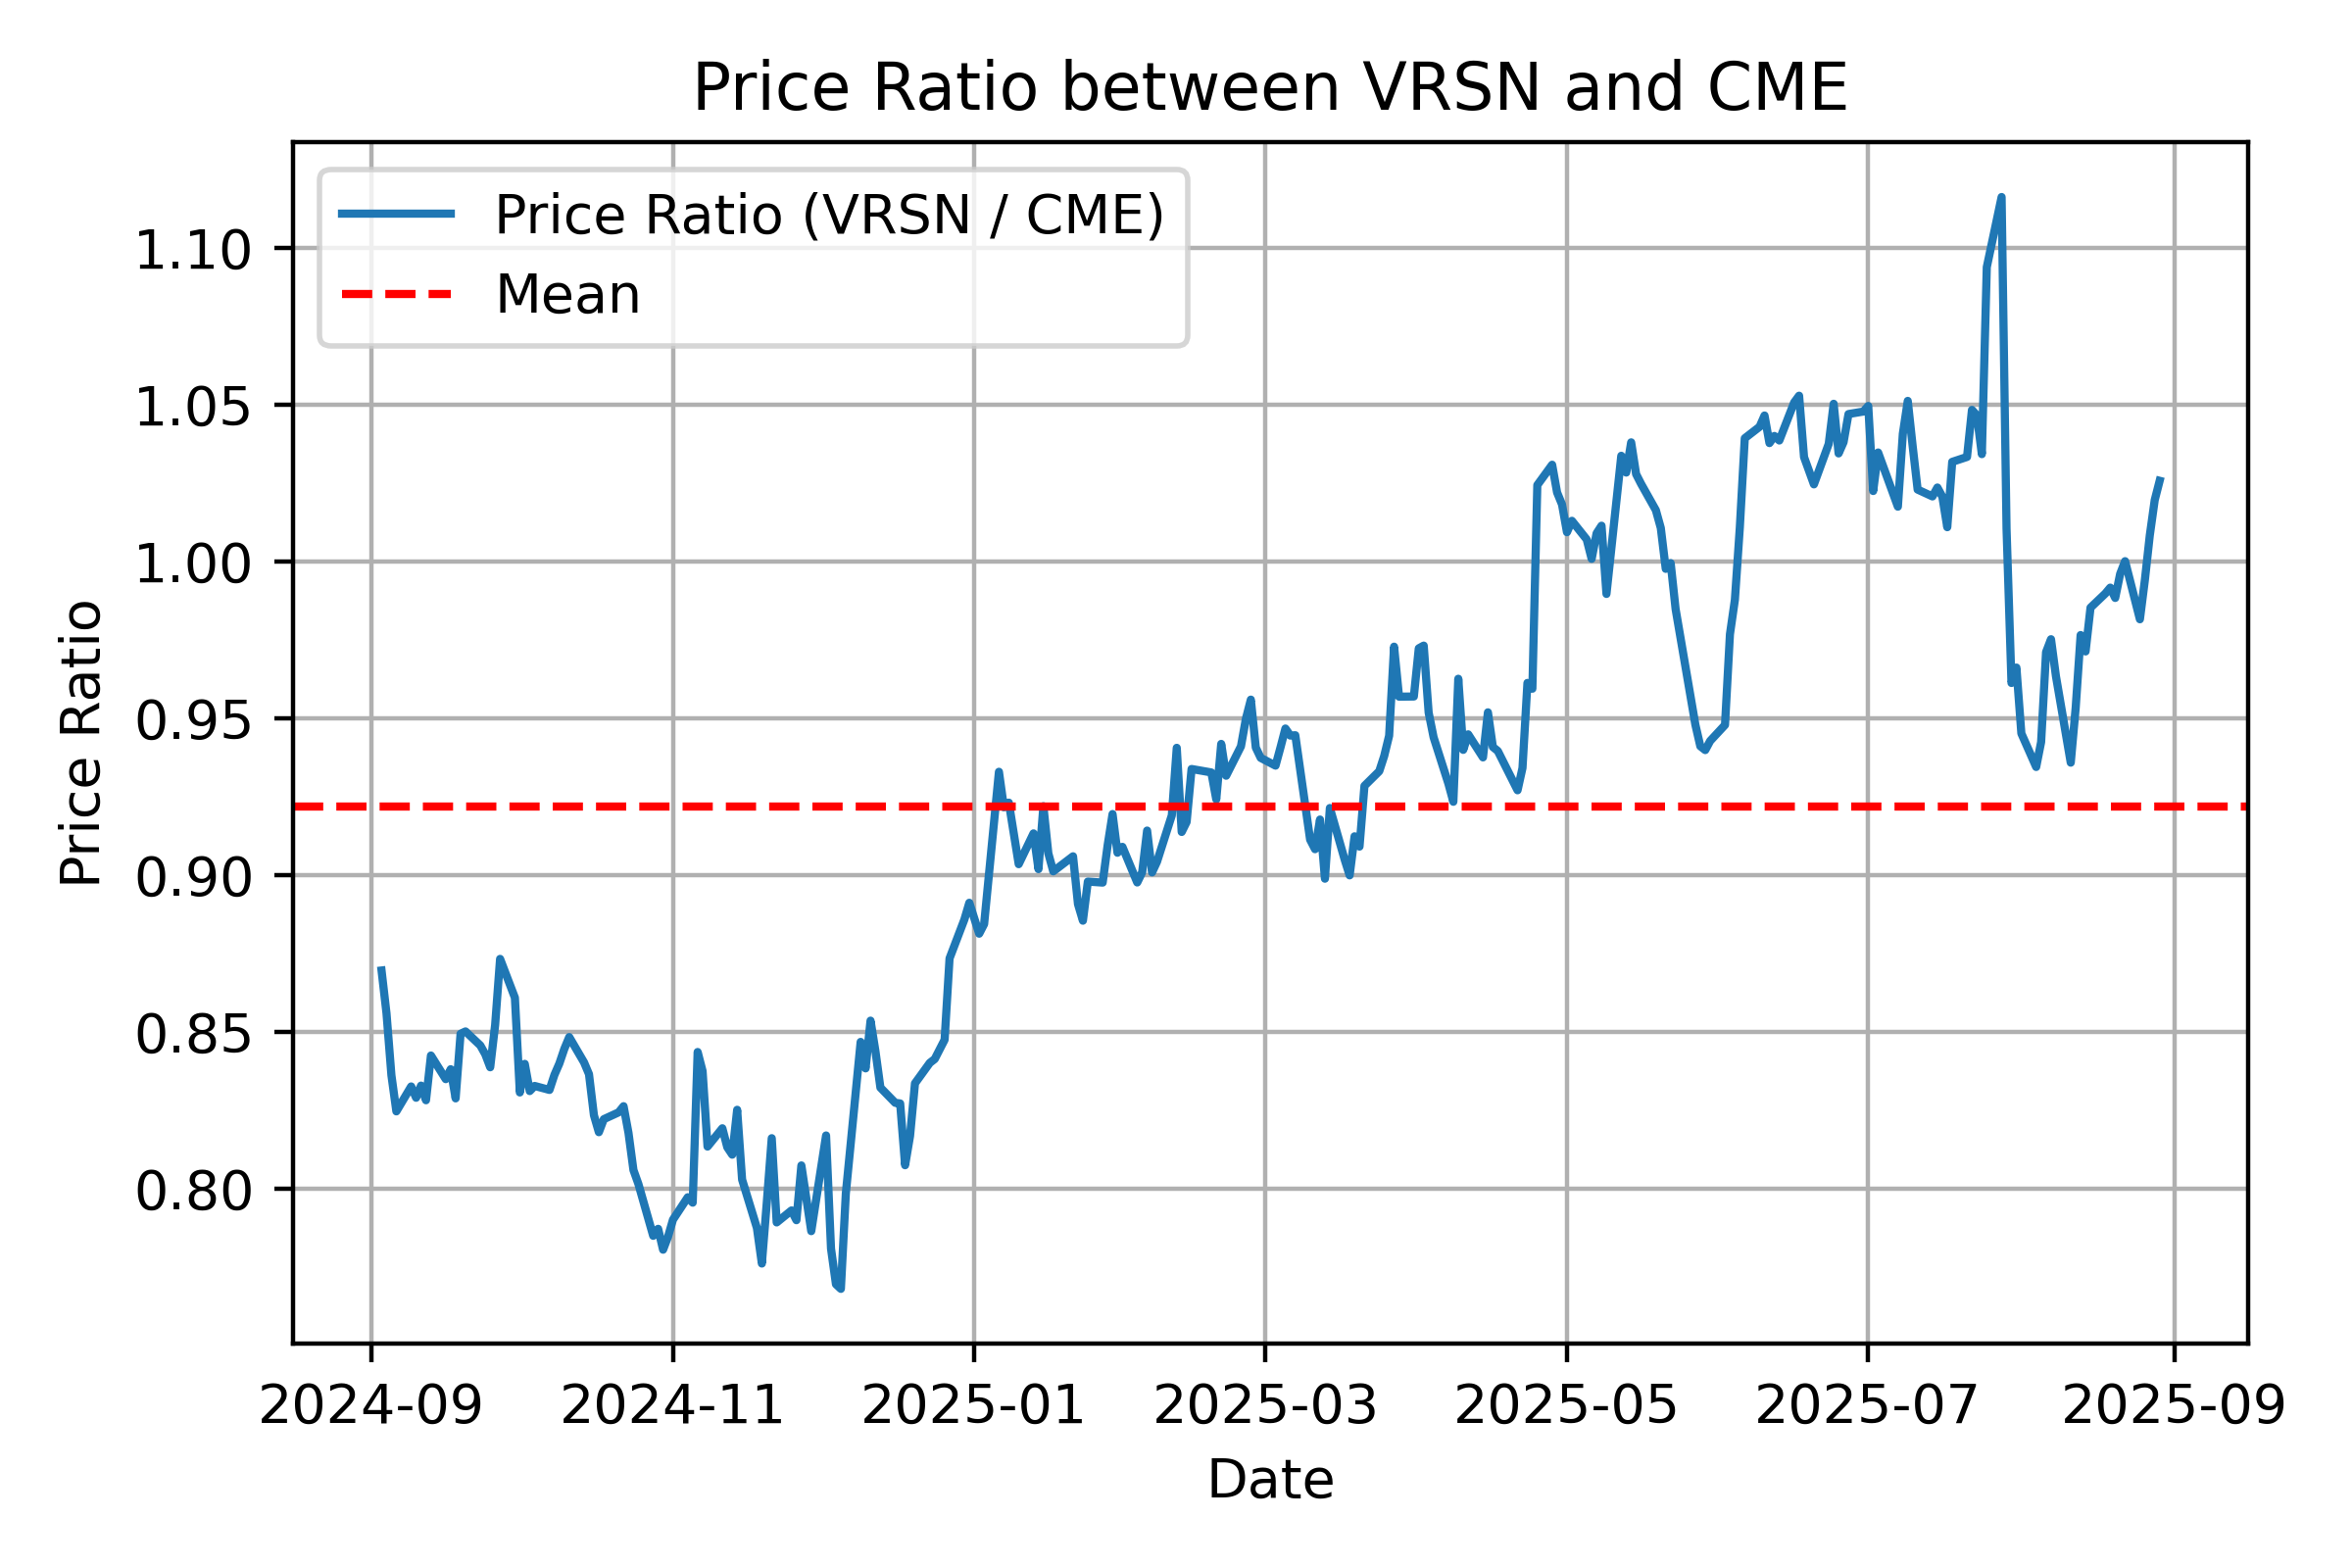 Price Ratio between VRSN and CME
Price Ratio (VRSN / CME)
Mean
1.10
1.05
1.00
0.95
0.90
0.85
0.80
Price Ratio
2024-09 2024-11 2025-01 2025-03 2025-05 2025-07 2025-09
Date